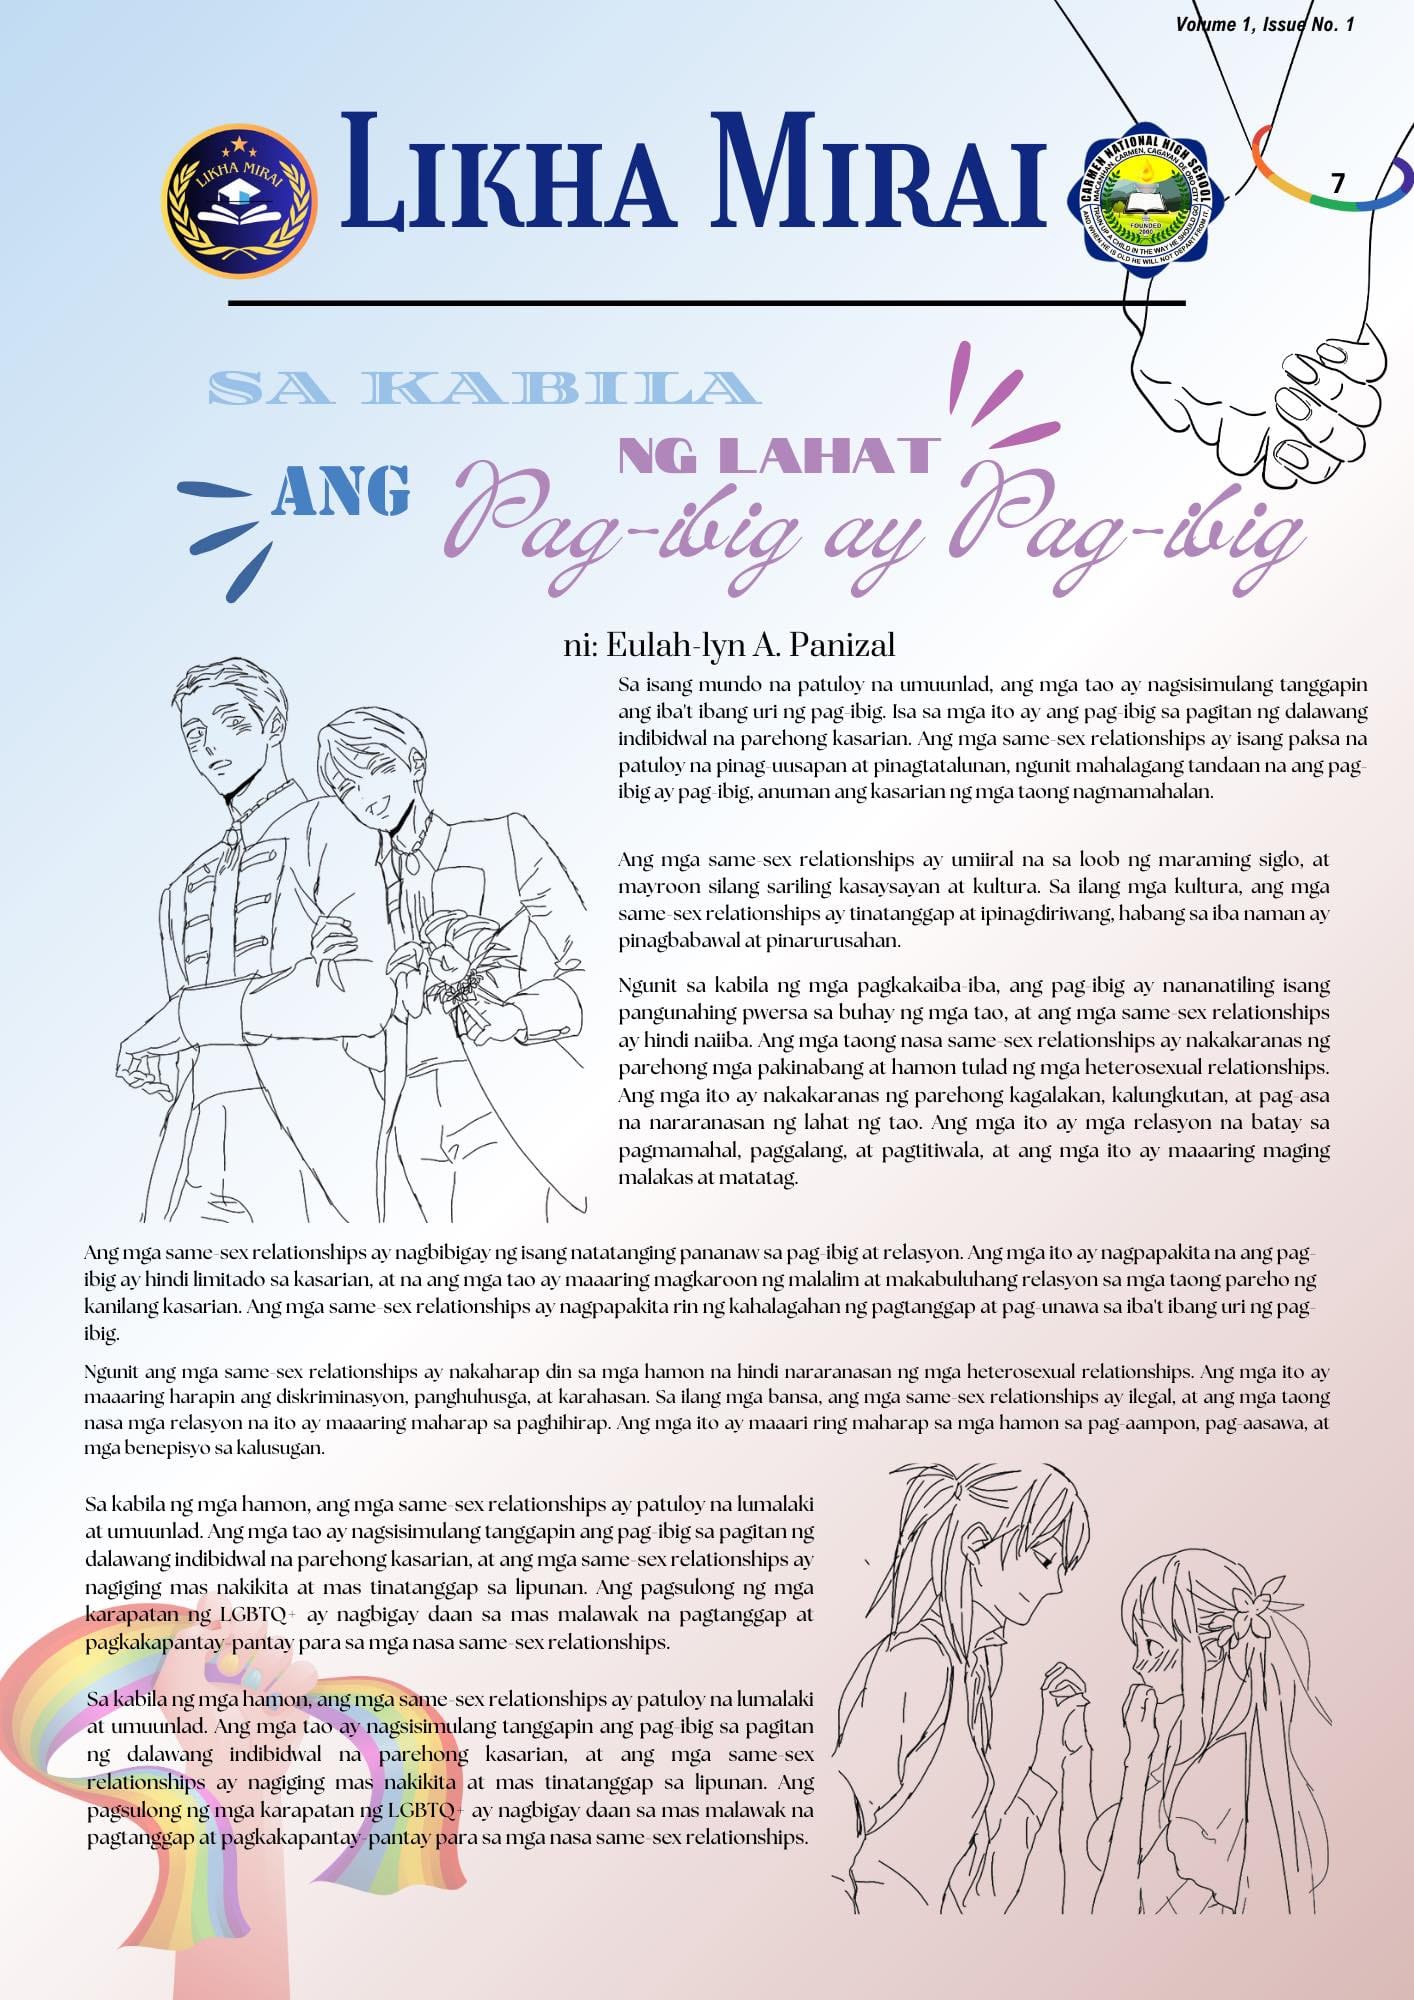 Volume 1, Issue No. 1
LIKHA MIRAI
LIKHA MIRAI
CARMEN NATIONAL HIGH SCHOOL
MACANHAN, CARMEN, CAGAYAN DE ORO CITY
FOUNDED
2000
TRAIN UP A CHILD IN THE WAY HE SHOULD GO
AND WHEN HE IS OLD HE WILL NOT DEPART FROM IT.
7
SA KABILA
NG LAHAT
ANG Pag-ibig ay Pag-ibig
ni: Eulah-lyn A. Panizal
Sa isang mundo na patuloy na umuunlad, ang mga tao ay nagsisimulang tanggapin
ang iba't ibang uri ng pag-ibig. Isa sa mga ito ay ang pag-ibig sa pagitan ng dalawang
indibidwal na parehong kasarian. Ang mga same-sex relationships ay isang paksa na
patuloy na pinag-uusapan at pinagtatalunan, ngunit mahalagang tandaan na ang pag-
ibig ay pag-ibig, anuman ang kasarian ng mga taong nagmamahalan.
Ang mga same-sex relationships ay umiiral na sa loob ng maraming siglo, at
mayroon silang sariling kasaysayan at kultura. Sa ilang mga kultura, ang mga
same-sex relationships ay tinatanggap at ipinagdiriwang, habang sa iba naman ay
pinagbabawal at pinarurusahan.
Ngunit sa kabila ng mga pagkakaiba-iba, ang pag-ibig ay nananatiling isang
pangunahing pwersa sa buhay ng mga tao, at ang mga same-sex relationships
ay hindi naiiba. Ang mga taong nasa same-sex relationships ay nakakaranas ng
parehong mga pakinabang at hamon tulad ng mga heterosexual relationships.
Ang mga ito ay nakakaranas ng parehong kagalakan, kalungkutan, at pag-asa
na nararanasan ng lahat ng tao. Ang mga ito ay mga relasyon na batay sa
pagmamahal, paggalang, at pagtitiwala, at ang mga ito ay maaaring maging
malakas at matatag.
Ang mga same-sex relationships ay nagbibigay ng isang natatanging pananaw sa pag-ibig at relasyon. Ang mga ito ay nagpapakita na ang pag-
ibig ay hindi limitado sa kasarian, at na ang mga tao ay maaaring magkaroon ng malalim at makabuluhang relasyon sa mga taong pareho ng
kanilang kasarian. Ang mga same-sex relationships ay nagpapakita rin ng kahalagahan ng pagtanggap at pag-unawa sa iba't ibang uri ng pag-
ibig.
Ngunit ang mga same-sex relationships ay nakaharap din sa mga hamon na hindi nararanasan ng mga heterosexual relationships. Ang mga ito ay
maaaring harapin ang diskriminasyon, panghuhusga, at karahasan. Sa ilang mga bansa, ang mga same-sex relationships ay ilegal, at ang mga taong
nasa mga relasyon na ito ay maaaring maharap sa paghihirap. Ang mga ito ay maaari ring maharap sa mga hamon sa pag-aampon, pag-aasawa, at
mga benepisyo sa kalusugan.
Sa kabila ng mga hamon, ang mga same-sex relationships ay patuloy na lumalaki
at umuunlad. Ang mga tao ay nagsisimulang tanggapin ang pag-ibig sa pagitan ng
dalawang indibidwal na parehong kasarian, at ang mga same-sex relationships ay
nagiging mas nakikita at mas tinatanggap sa lipunan. Ang pagsulong ng mga
karapatan ng LGBTQ+ ay nagbigay daan sa mas malawak na pagtanggap at
pagkakapantay-pantay para sa mga nasa same-sex relationships.
Sa kabila ng mga hamon, ang mga same-sex relationships ay patuloy na lumalaki
at umuunlad. Ang mga tao ay nagsisimulang tanggapin ang pag-ibig sa pagitan
ng dalawang indibidwal na parehong kasarian, at ang mga same-sex
relationships ay nagiging mas nakikita at mas tinatanggap sa lipunan. Ang
pagsulong ng mga karapatan ng LGBTQ+ ay nagbigay daan sa mas malawak na
pagtanggap at pagkakapantay-pantay para sa mga nasa same-sex relationships.